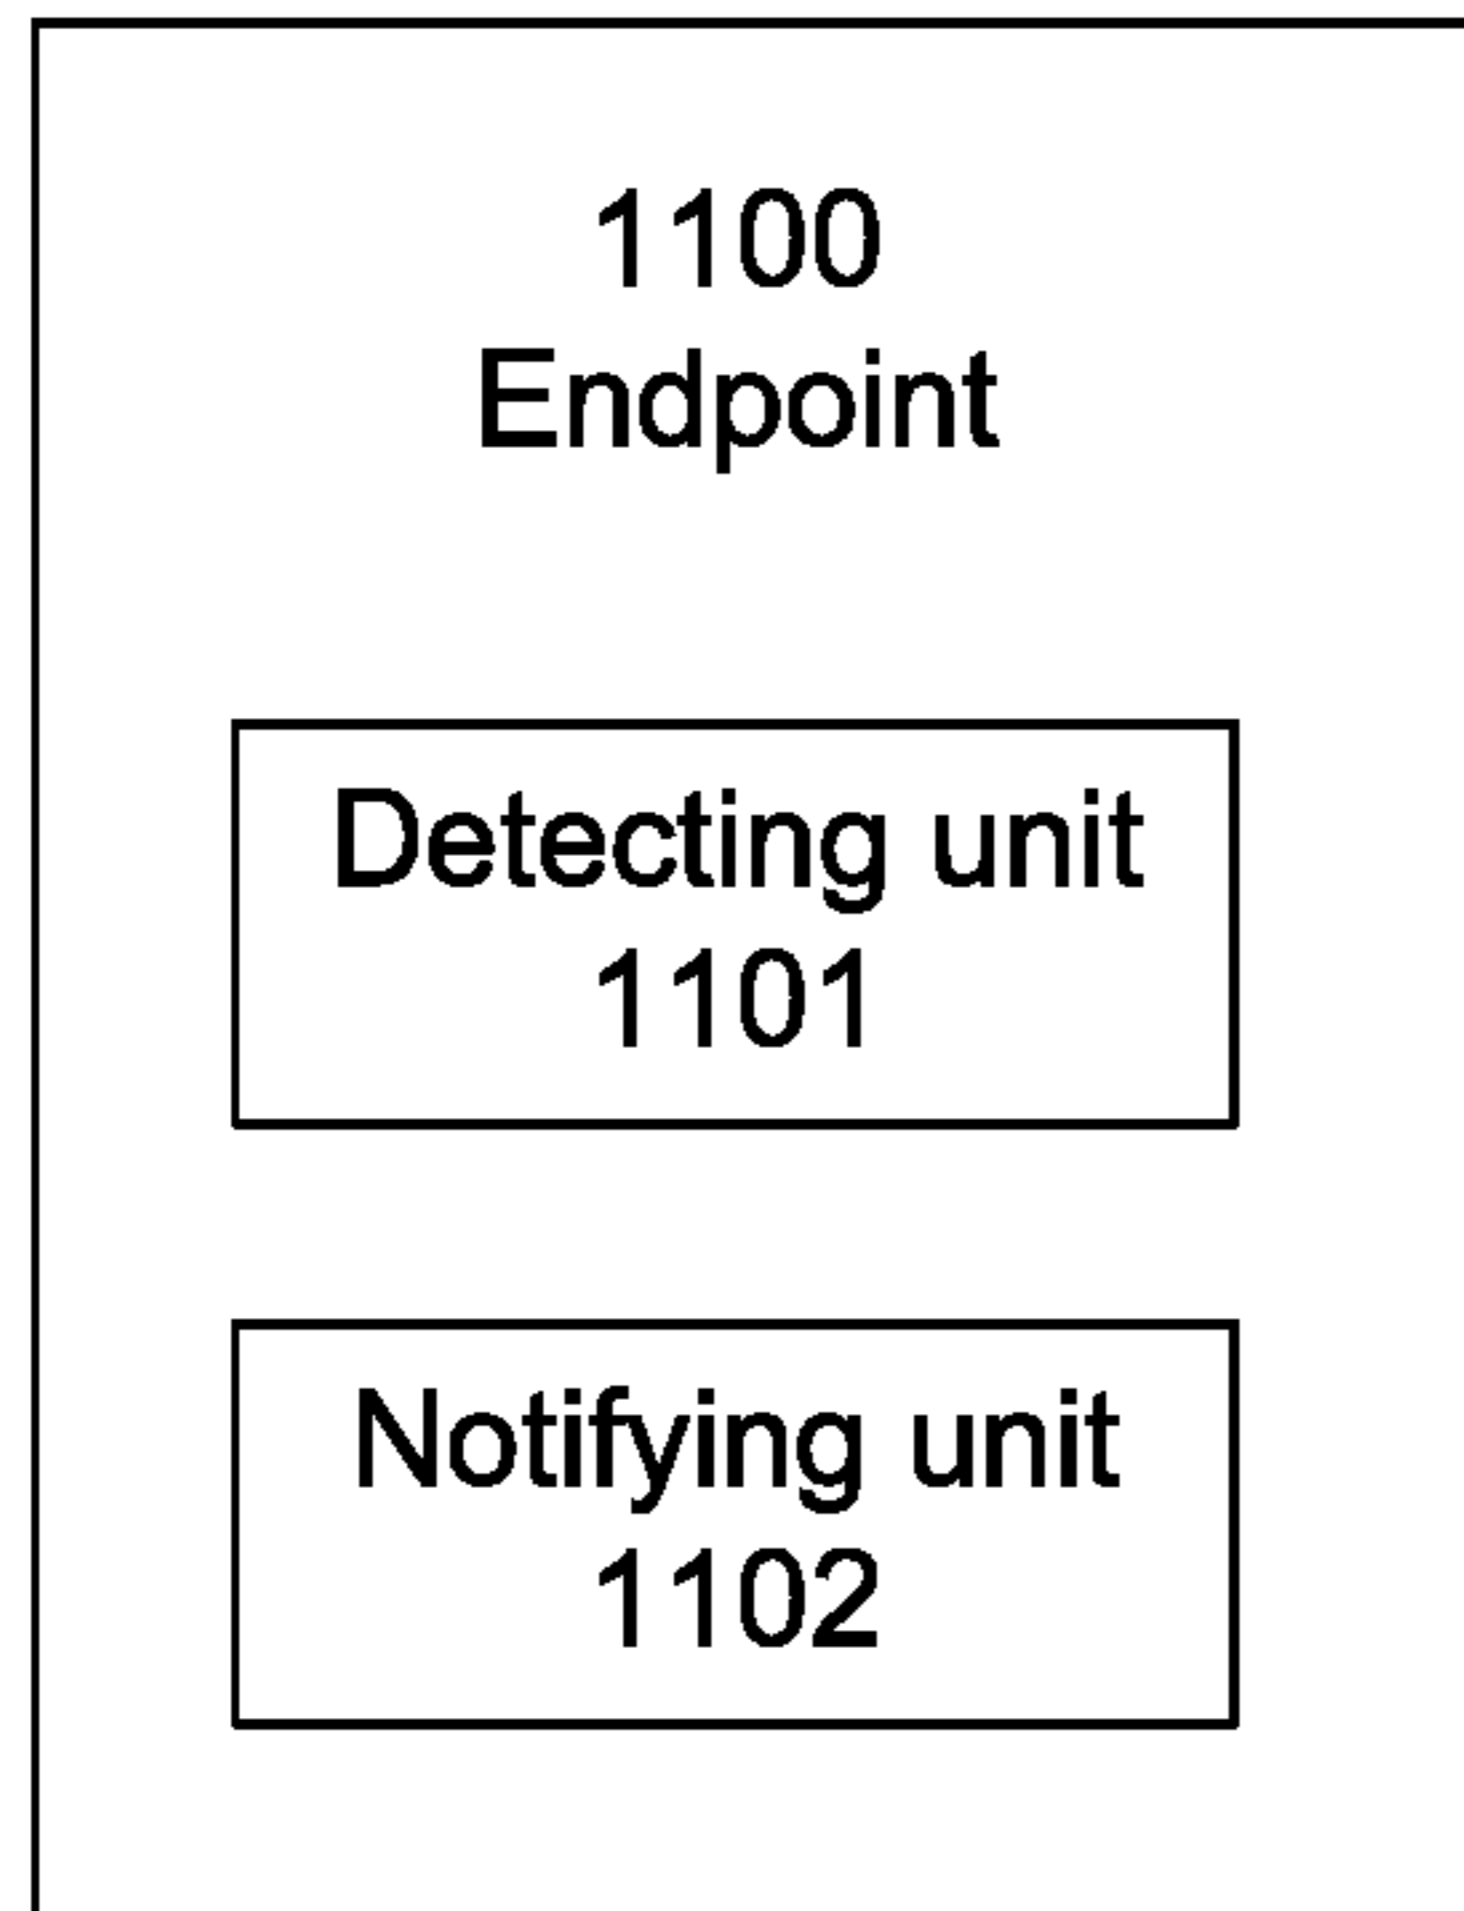 1100
Endpoint
Detecting unit
1101
Notifying unit
1102